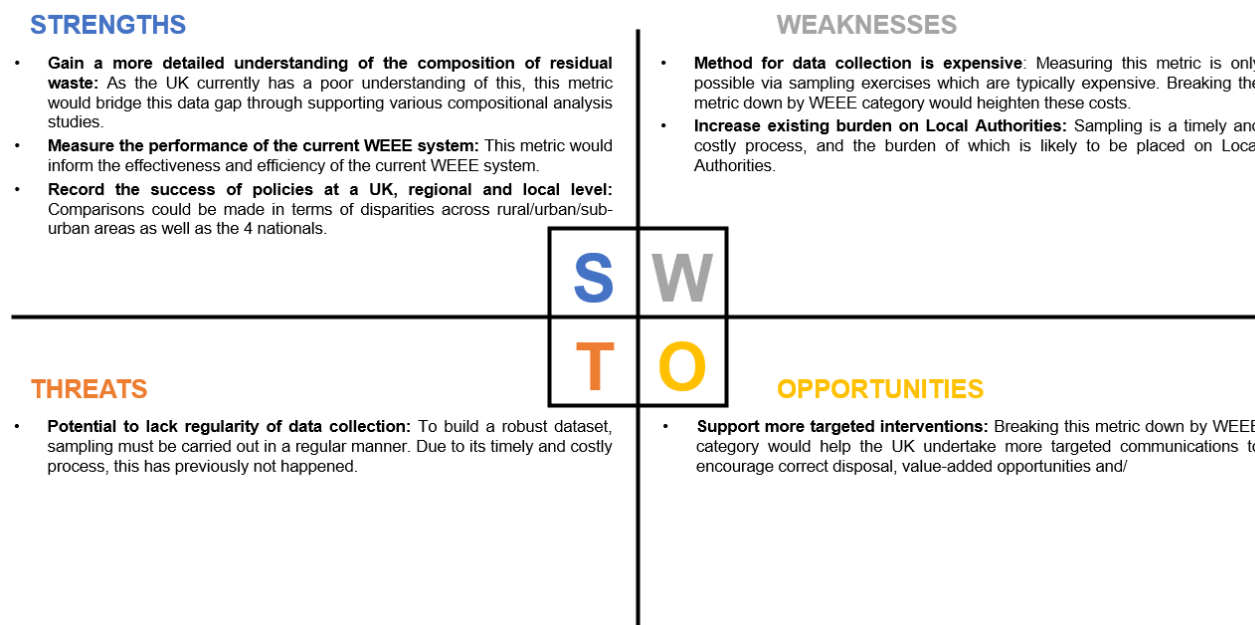 STRENGTHS
• Gain a more detailed understanding of the composition of residual
waste: As the UK currently has a poor understanding of this, this metric
would bridge this data gap through supporting various compositional analysis
studies.
• Measure the performance of the current WEEE system: This metric would
inform the effectiveness and efficiency of the current WEEE system.
• Record the success of policies at a UK, regional and local level:
Comparisons could be made in terms of disparities across rural/urban/sub-
urban areas as well as the 4 nationals.
WEAKNESSES
• Method for data collection is expensive: Measuring this metric is only
possible via sampling exercises which are typically expensive. Breaking the
metric down by WEEE category would heighten these costs.
• Increase existing burden on Local Authorities: Sampling is a timely and
costly process, and the burden of which is likely to be placed on Local
Authorities.
S W
T O
THREATS
• Potential to lack regularity of data collection: To build a robust dataset,
sampling must be carried out in a regular manner. Due to its timely and costly
process, this has previously not happened.
OPPORTUNITIES
• Support more targeted interventions: Breaking this metric down by WEEE
category would help the UK undertake more targeted communications to
encourage correct disposal, value-added opportunities and/